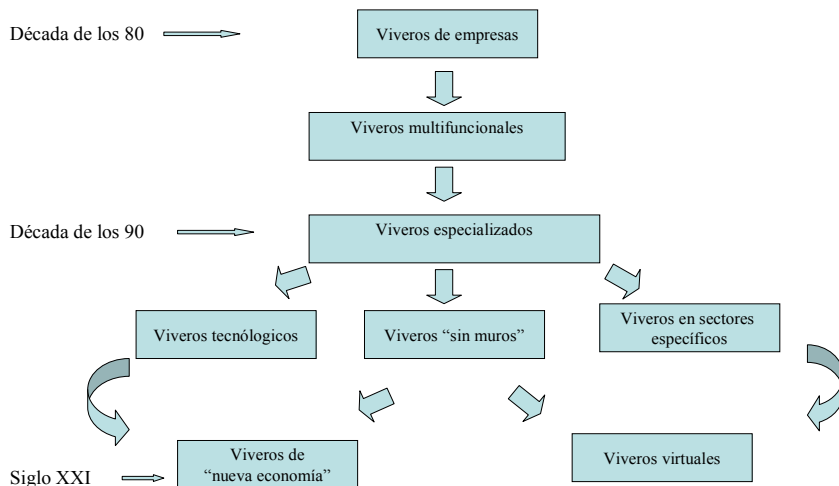 Década de los 80
Viveros de empresas
Viveros multifuncionales
Década de los 90
Viveros especializados
Viveros tecnólogicos
Viveros “sin muros”
Viveros en sectores
específicos
Siglo XXI
Viveros de
“nueva economía”
Viveros virtuales